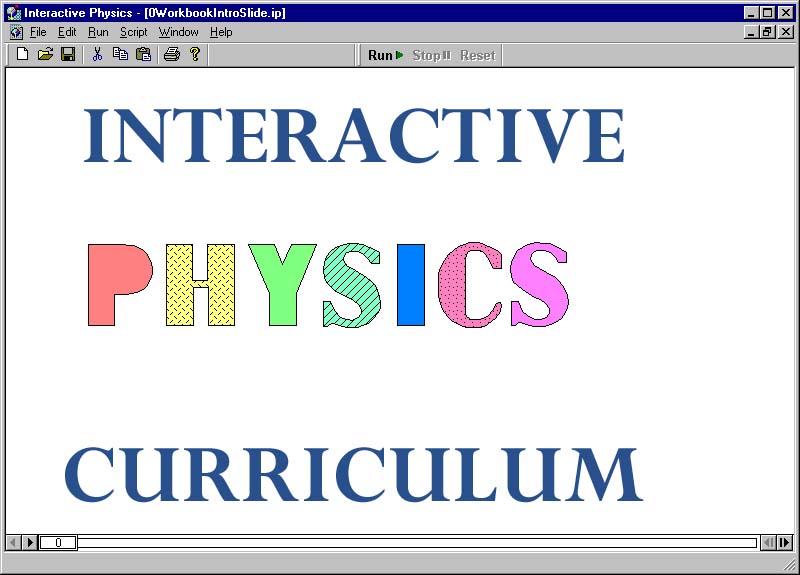 Interactive Physics - [0WorkbookIntroSlide.ip]
File Edit Run Script Window Help
Run Stop Reset
INTERACTIVE
PHYSICS
CURRICULUM
0